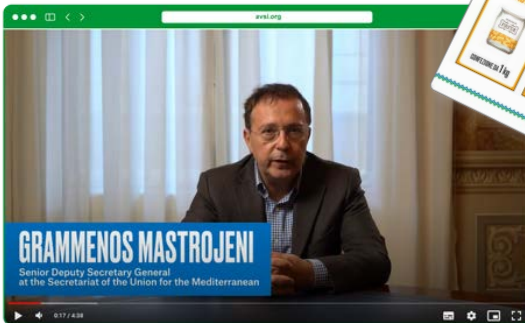 avsi.org
CONFEZIONE DA 1 kg
GRAMMENOS MASTROJENI
Senior Deputy Secretary General
at the Secretariat of the Union for the Mediterranean
0:17 / 4:38